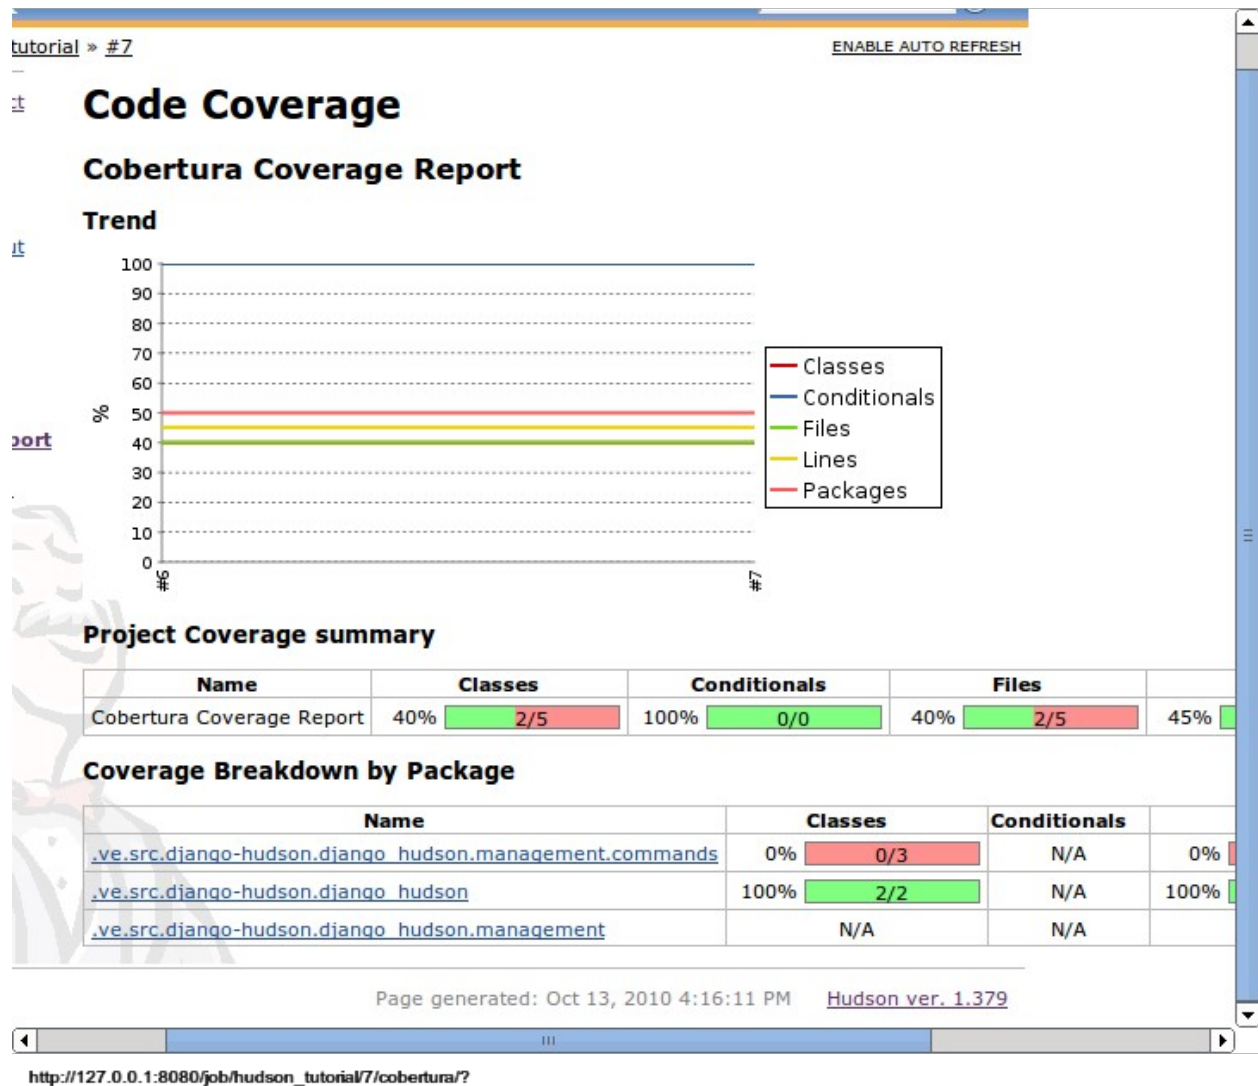 tutorial » #7
ENABLE AUTO REFRESH
Code Coverage
Cobertura Coverage Report
Trend
100
90
80
70
60
50
40
30
20
10
0
%
#6
#7
Classes
Conditionals
Files
Lines
Packages
Project Coverage summary
Name Classes Conditionals Files
Cobertura Coverage Report 40% 2/5 100% 0/0 40% 2/5 45%
Coverage Breakdown by Package
Name Classes Conditionals
.ve.src.django-hudson.django_hudson.management.commands 0% 0/3 N/A 0%
.ve.src.django-hudson.django_hudson 100% 2/2 N/A 100%
.ve.src.django-hudson.django_hudson.management N/A N/A
Page generated: Oct 13, 2010 4:16:11 PM Hudson ver. 1.379
http://127.0.0.1:8080/job/hudson_tutorial/7/cobertura/?